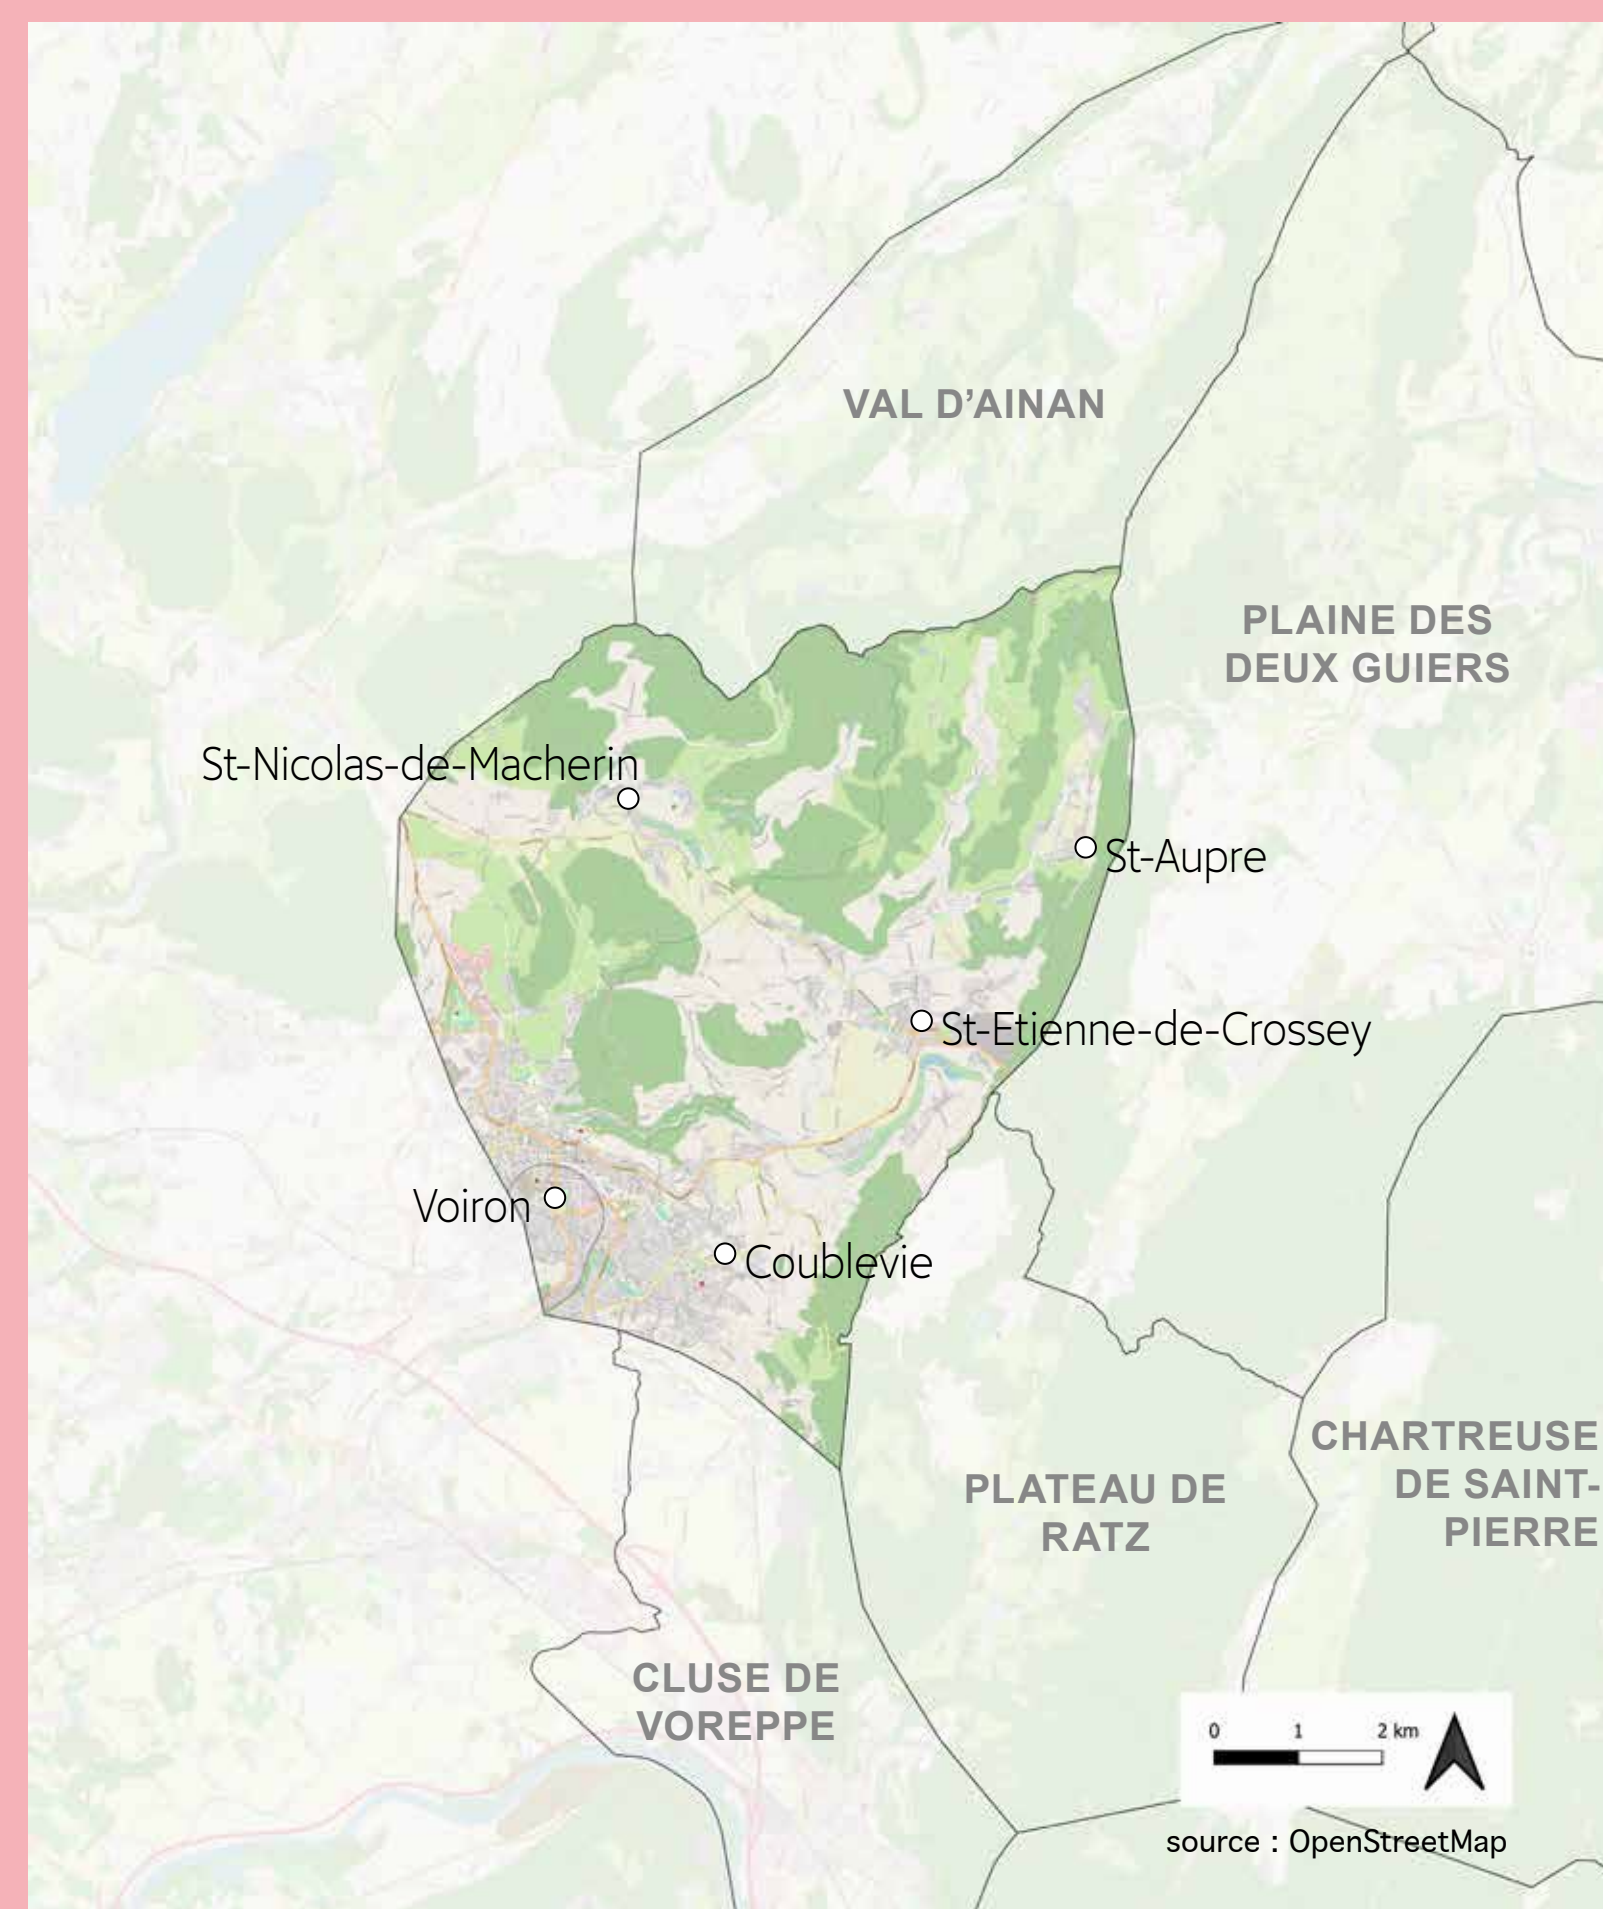 VAL D’AINAN
PLAINE DES
DEUX GUIERS
St-Nicolas-de-Macherin
St-Aupre
St-Etienne-de-Crossey
Voiron
Coublevie
CHARTREUSE
DE SAINT-
PIERRE
PLATEAU DE
RATZ
CLUSE DE
VOREPPE
0 1 2 km
source : OpenStreetMap